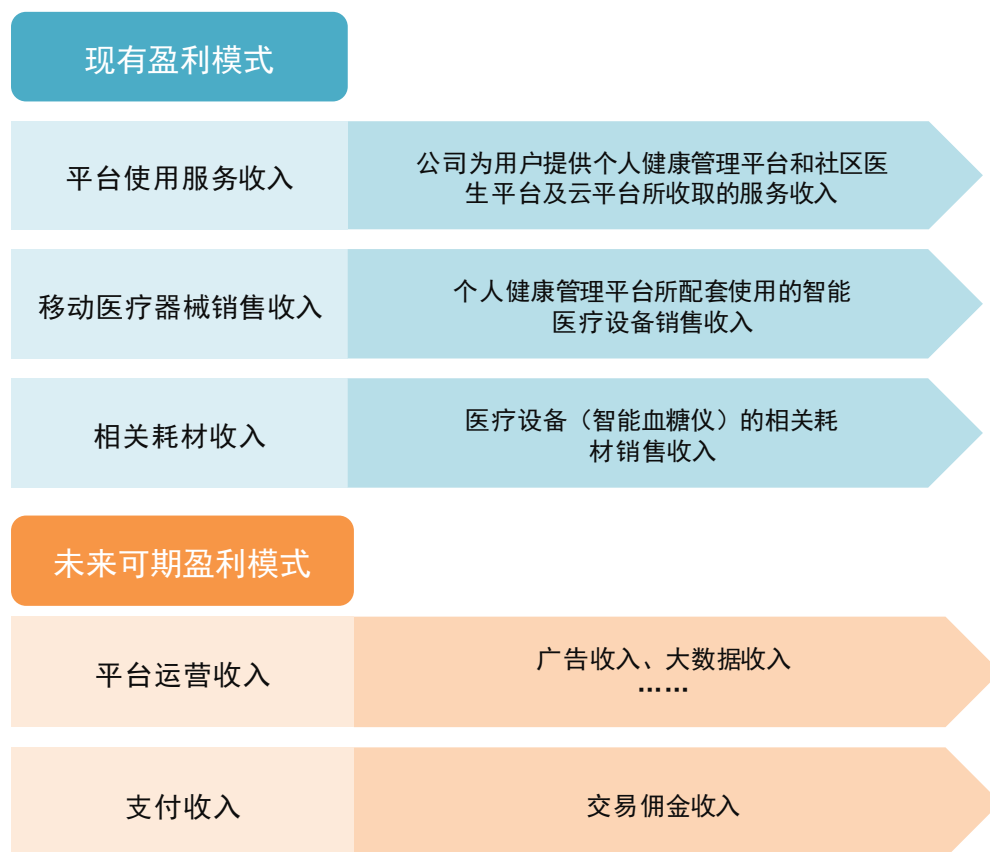 现有盈利模式
平台使用服务收入
公司为用户提供个人健康管理平台和社区医
生平台及云平台所收取的服务收入
移动医疗器械销售收入
个人健康管理平台所配套使用的智能
医疗设备销售收入
相关耗材收入
医疗设备（智能血糖仪）的相关耗
材销售收入
未来可期盈利模式
平台运营收入
广告收入、大数据收入
……
支付收入
交易佣金收入